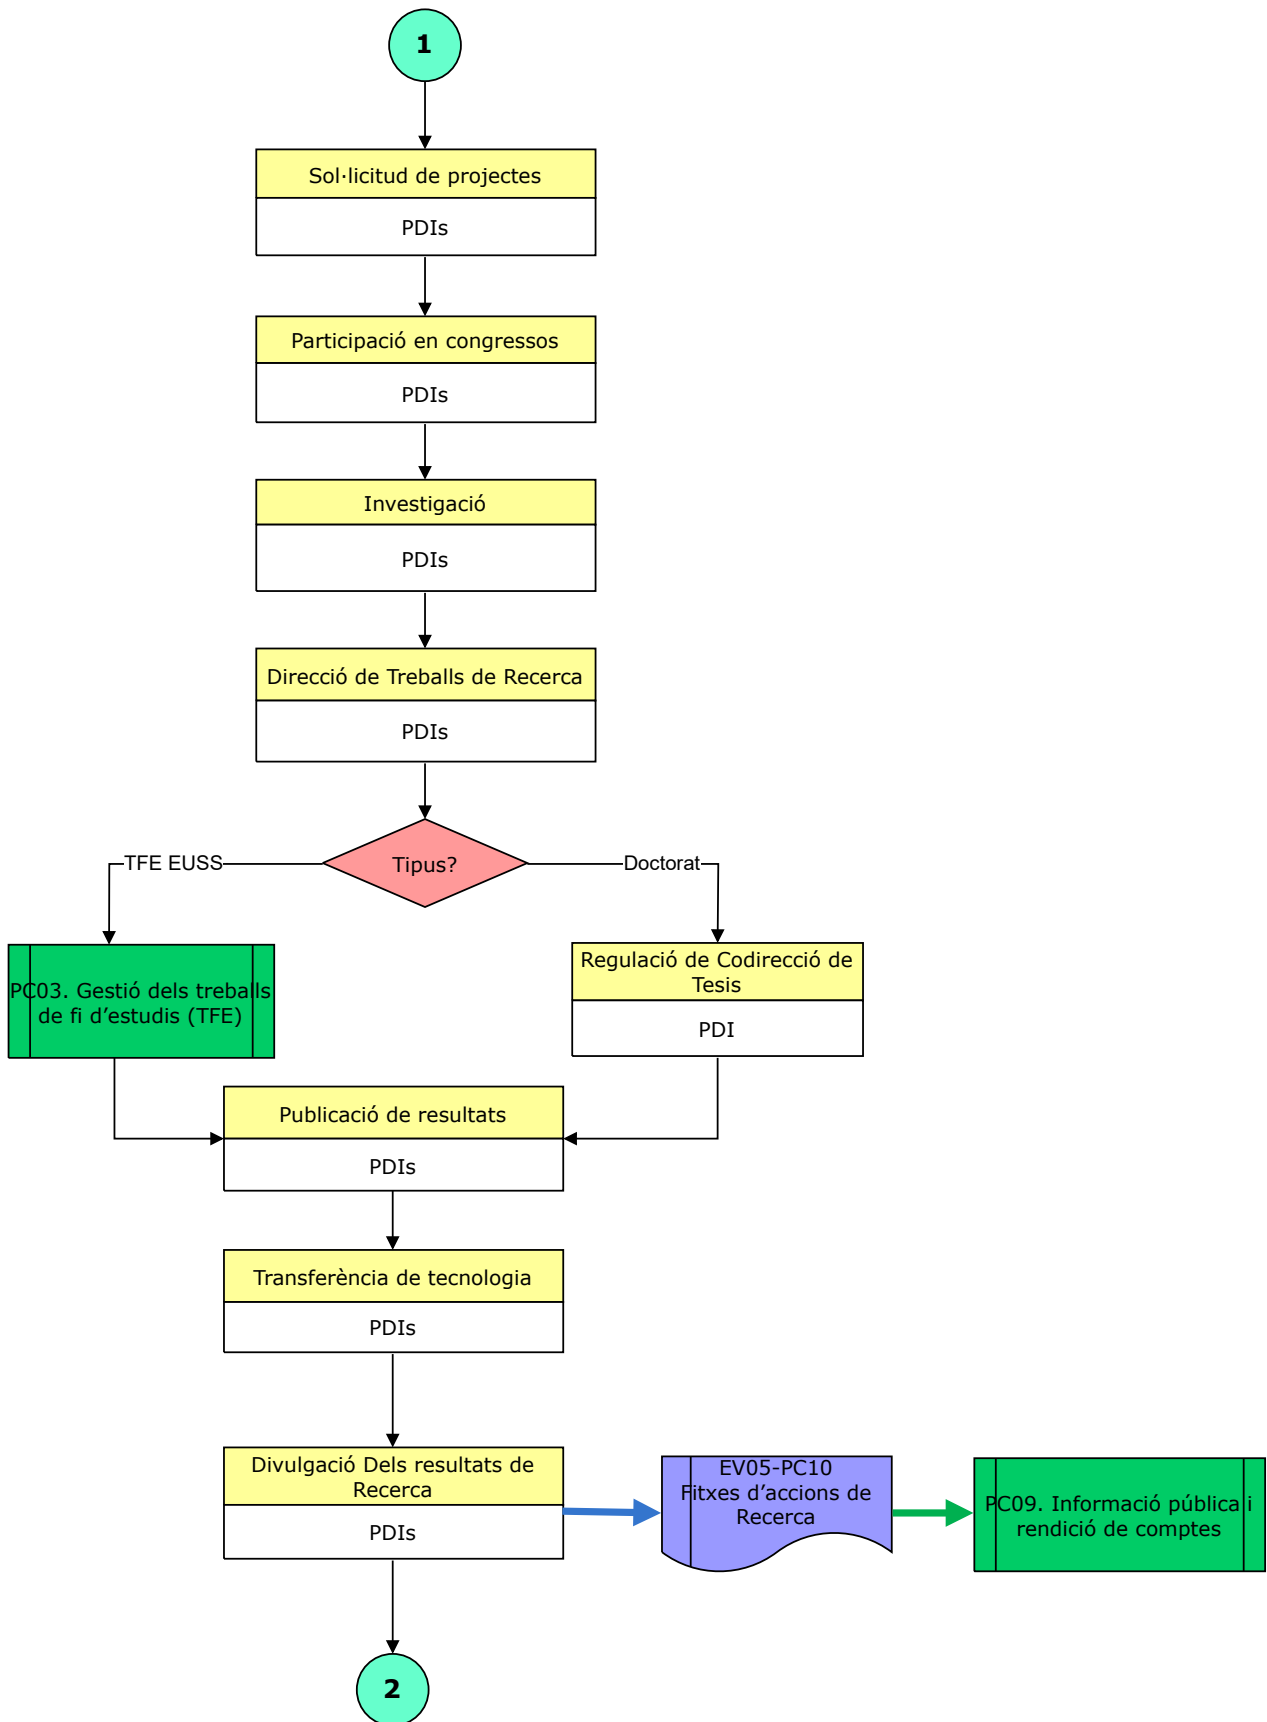 1
Sol·licitud de projectes
PDIs
Participació en congressos
PDIs
Investigació
PDIs
Direcció de Treballs de Recerca
PDIs
Tipus?
TFE EUSS
Doctorat
PC03. Gestió dels treballs
de fi d’estudis (TFE)
Regulació de Codirecció de
Tesis
PDI
Publicació de resultats
PDIs
Transferència de tecnologia
PDIs
Divulgació Dels resultats de
Recerca
PDIs
EV05-PC10
Fitxes d’accions de
Recerca
PC09. Informació pública i
rendició de comptes
2